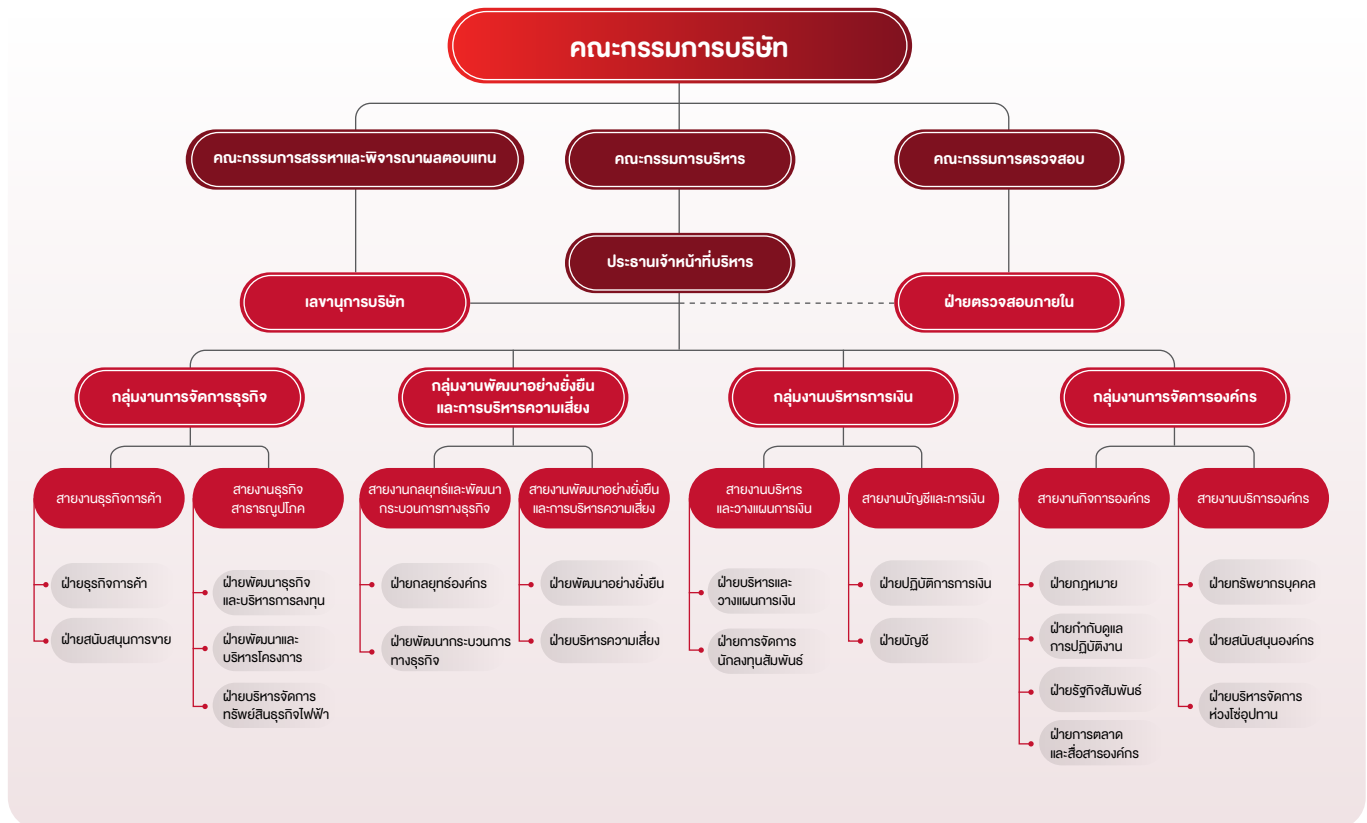 คณะกรรมการบริษัท
คณะกรรมการสรรหาและพิจารณาผลตอบแทน
คณะกรรมการบริหาร
คณะกรรมการตรวจสอบ
ประธานเจ้าหน้าที่บริหาร
เลขานุการบริษัท
ฝ่ายตรวจสอบภายใน
กลุ่มงานการจัดการธุรกิจ
กลุ่มงานพัฒนาอย่างยั่งยืน
และการบริหารความเสี่ยง
กลุ่มงานบริหารการเงิน
กลุ่มงานการจัดการองค์กร
สายงานธุรกิจการค้า
สายงานธุรกิจ
สาธารณูปโภค
สายงานกลยุทธ์และพัฒนา
กระบวนการทางธุรกิจ
สายงานพัฒนาอย่างยั่งยืน
และการบริหารความเสี่ยง
สายงานบริหาร
และวางแผนการเงิน
สายงานบัญชีและการเงิน
สายงานกิจการองค์กร
สายงานบริการองค์กร
ฝ่ายธุรกิจการค้า
ฝ่ายสนับสนุนการขาย
ฝ่ายพัฒนาธุรกิจ
และบริหารการลงทุน
ฝ่ายพัฒนาและ
บริหารโครงการ
ฝ่ายบริหารจัดการ
ทรัพย์สินธุรกิจไฟฟ้า
ฝ่ายกลยุทธ์องค์กร
ฝ่ายพัฒนากระบวนการ
ทางธุรกิจ
ฝ่ายพัฒนาอย่างยั่งยืน
ฝ่ายบริหารความเสี่ยง
ฝ่ายบริหารและ
วางแผนการเงิน
ฝ่ายการจัดการ
นักลงทุนสัมพันธ์
ฝ่ายปฏิบัติการการเงิน
ฝ่ายบัญชี
ฝ่ายกฎหมาย
ฝ่ายกำกับดูแล
การปฏิบัติงาน
ฝ่ายรัฐกิจสัมพันธ์
ฝ่ายการตลาด
และสื่อสารองค์กร
ฝ่ายทรัพยากรบุคคล
ฝ่ายสนับสนุนองค์กร
ฝ่ายบริหารจัดการ
ห่วงโซ่อุปทาน